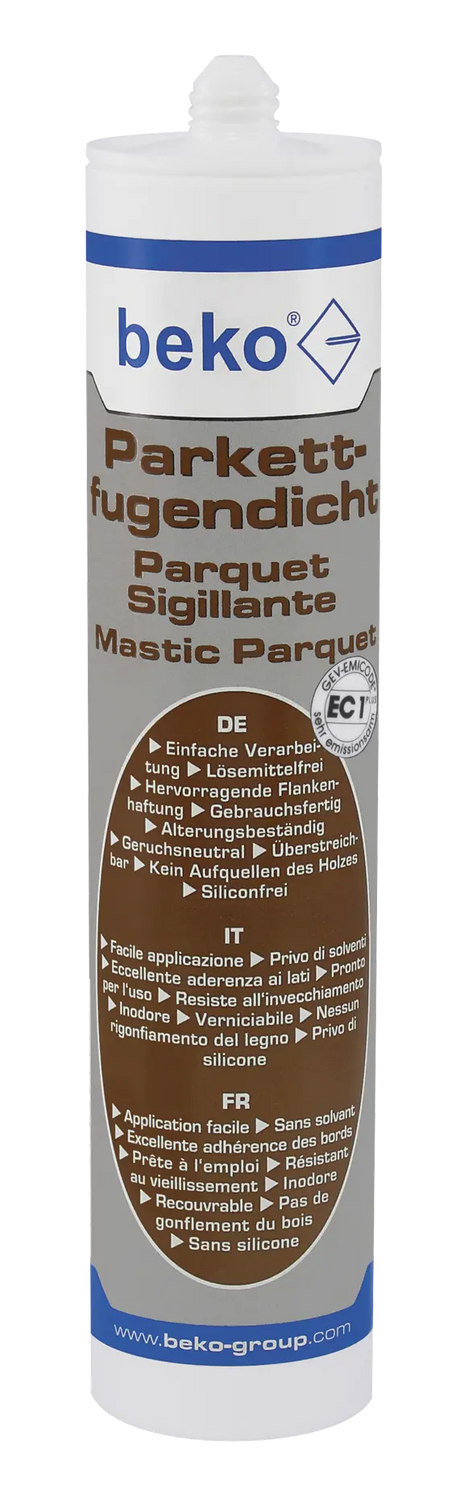 beko®
Parkett-
fugendicht
Parquet
Sigillante
Mastic Parquet
GEV-EMICODE®
EC 1 PLUS
sehr emissionsarm
DE
▶ Einfache Verarbei-
tung ▶ Lösemittelfrei
▶ Hervorragende Flanken-
haftung ▶ Gebrauchsfertig
▶ Alterungsbeständig
▶ Geruchsneutral ▶ Überstreich-
bar ▶ Kein Aufquellen des Holzes
▶ Siliconfrei
IT
▶ Facile applicazione ▶ Privo di solventi
▶ Eccellente aderenza ai lati ▶ Pronto
per l'uso ▶ Resiste all'invecchiamento
▶ Inodore ▶ Verniciabile ▶ Nessun
rigonfiamento del legno ▶ Privo di
silicone
FR
▶ Application facile ▶ Sans solvant
▶ Excellente adhérence des bords
▶ Prête à l'emploi ▶ Résistant
au vieillissement ▶ Inodore
▶ Recouvrable ▶ Pas de
gonflement du bois
▶ Sans silicone
www.beko-group.com